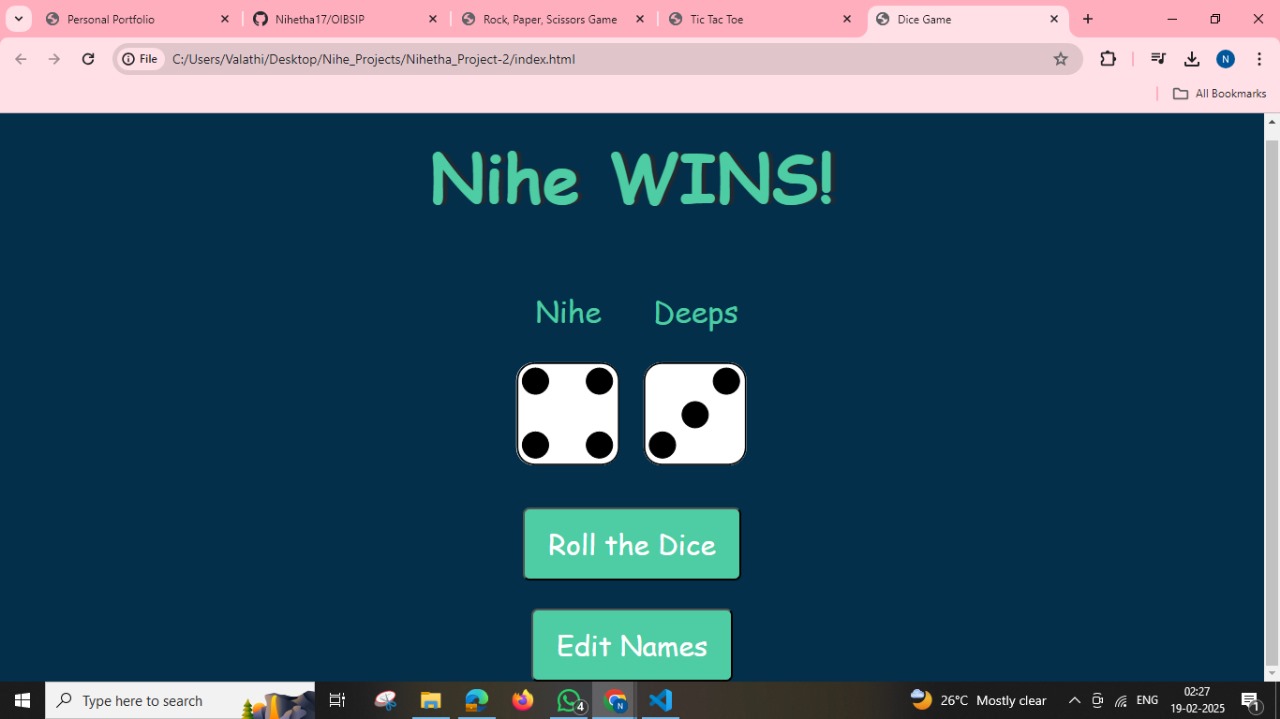 Personal Portfolio
Nihetha17/OIBSIP
Rock, Paper, Scissors Game
Tic Tac Toe
Dice Game
File
C:/Users/Valathi/Desktop/Nihe_Projects/Nihetha_Project-2/index.html
N
All Bookmarks
Nihe WINS!
Nihe Deeps
Roll the Dice
Edit Names
Type here to search
4
N
26°C Mostly clear
ENG
02:27
19-02-2025
1